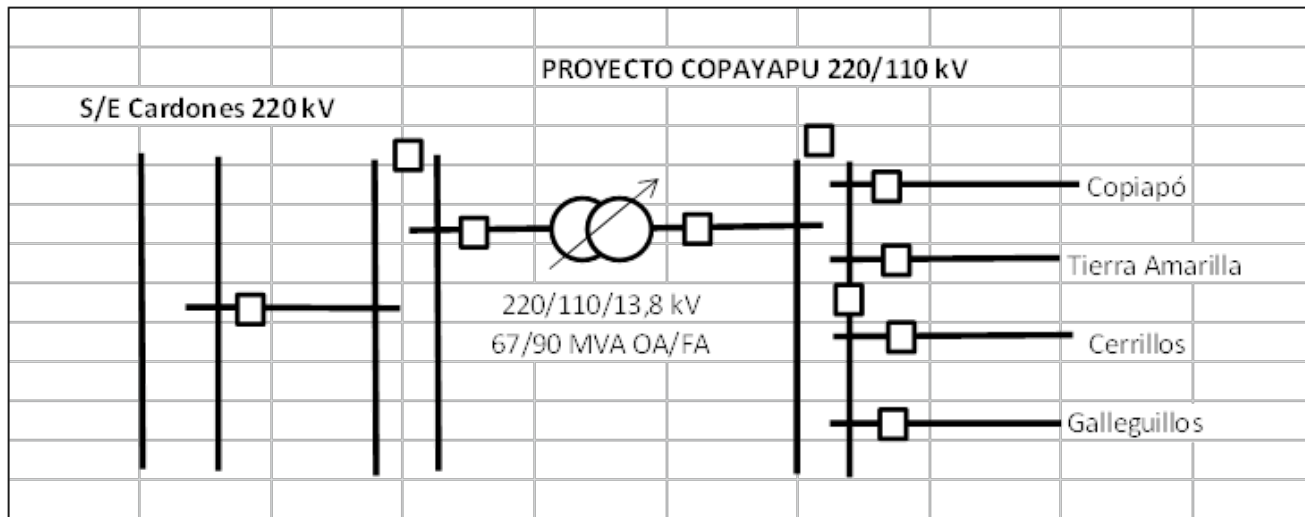 PROYECTO COPAYAPU 220/110 kV
S/E Cardones 220 kV
Copiapó
Tierra Amarilla
220/110/13,8 kV
67/90 MVA OA/FA
Cerrillos
Galleguillos